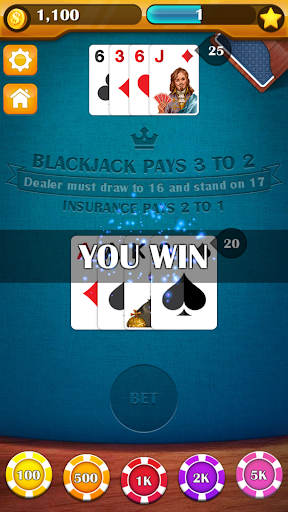 1,100
1
6 3 6 J
25
BLACKJACK PAYS 3 TO 2
Dealer must draw to 16 and stand on 17
INSURANCE PAYS 2 TO 1
20
YOU WIN
BET
100 500 1K 2K 5K